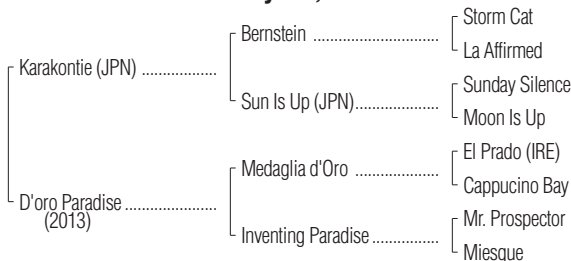 Storm Cat
Bernstein ..............................
La Affirmed
Karakontie (JPN) ..................
Sunday Silence
Sun Is Up (JPN) ....................
Moon Is Up
El Prado (IRE)
Medaglia d'Oro ....................
Cappucino Bay
D'oro Paradise ......................
(2013)
Mr. Prospector
Inventing Paradise ................
Miesque